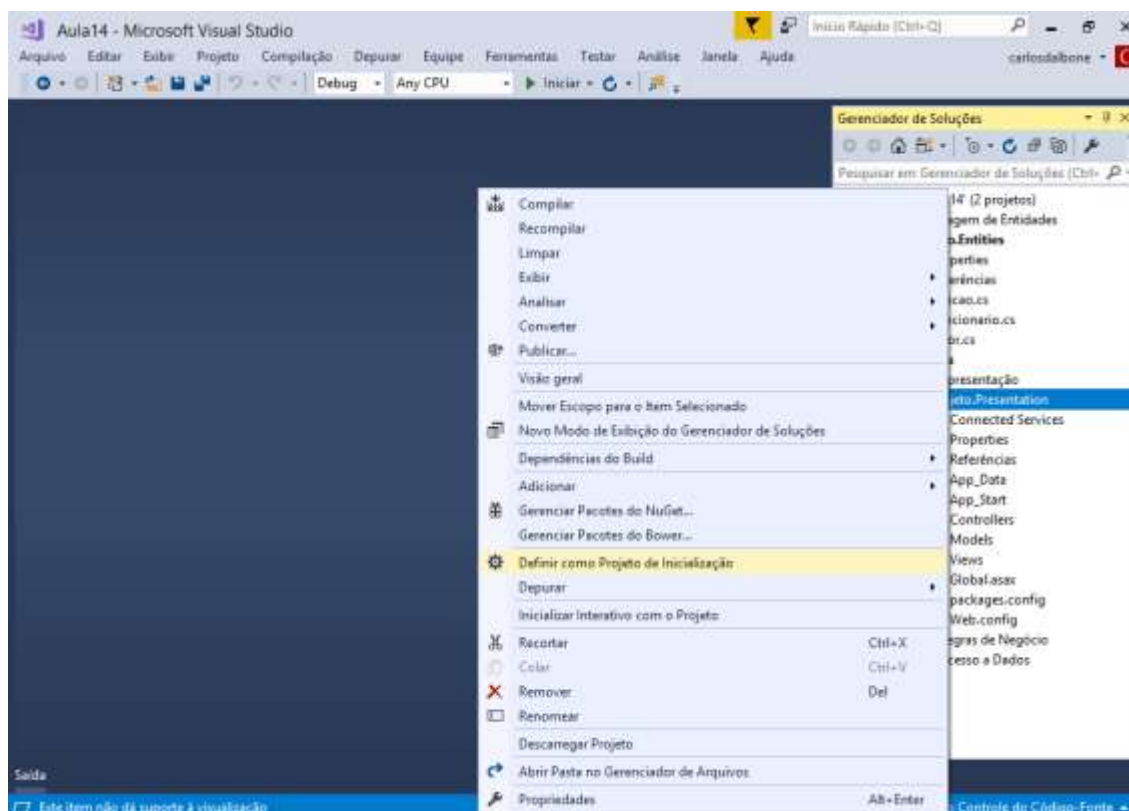 Aula14 - Microsoft Visual Studio
Início Rápido (Ctrl+Q)
Arquivo Editar Exibir Projeto Compilação Depurar Equipe Ferramentas Testar Análise Janela Ajuda
carlosdalbone
Debug Any CPU Iniciar
Gerenciador de Soluções
Pesquisar em Gerenciador de Soluções (Ctrl+
14' (2 projetos)
agem de Entidades
o.Entities
perties
erências
cao.cs
cionario.cs
or.cs
presentação
jeto.Presentation
Connected Services
Properties
Referências
App_Data
App_Start
Controllers
Models
Views
Global.asax
packages.config
Web.config
egras de Negócio
cesso a Dados
Compilar
Recompilar
Limpar
Exibir
Analisar
Converter
Publicar...
Visão geral
Mover Escopo para o Item Selecionado
Novo Modo de Exibição do Gerenciador de Soluções
Dependências do Build
Adicionar
Gerenciar Pacotes do NuGet...
Gerenciar Pacotes do Bower...
Definir como Projeto de Inicialização
Depurar
Inicializar Interativo com o Projeto
Recortar Ctrl+X
Colar Ctrl+V
Remover Del
Renomear
Descarregar Projeto
Abrir Pasta no Gerenciador de Arquivos
Propriedades Alt+Enter
Saída
Este item não dá suporte à visualização
Controle do Código-Fonte